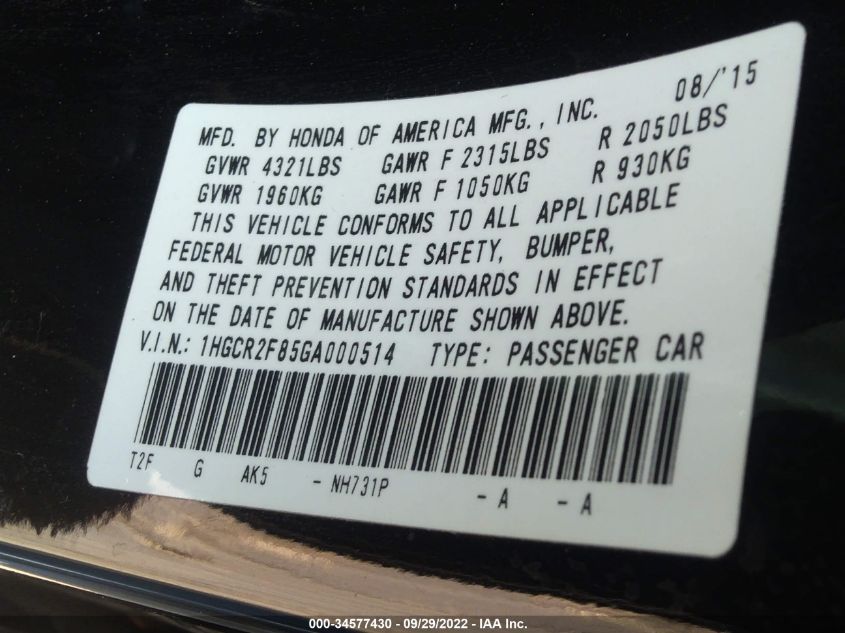 08/'15
MFD. BY HONDA OF AMERICA MFG., INC.
GVWR 4321LBS GAWR F 2315LBS R 2050LBS
GVWR 1960KG GAWR F 1050KG R 930KG
THIS VEHICLE CONFORMS TO ALL APPLICABLE
FEDERAL MOTOR VEHICLE SAFETY, BUMPER,
AND THEFT PREVENTION STANDARDS IN EFFECT
ON THE DATE OF MANUFACTURE SHOWN ABOVE.
V.I.N.: 1HGCR2F85GA000514 TYPE: PASSENGER CAR
T2F G AK5 - NH731P - A - A
000-34577430 - 09/29/2022 - IAA Inc.